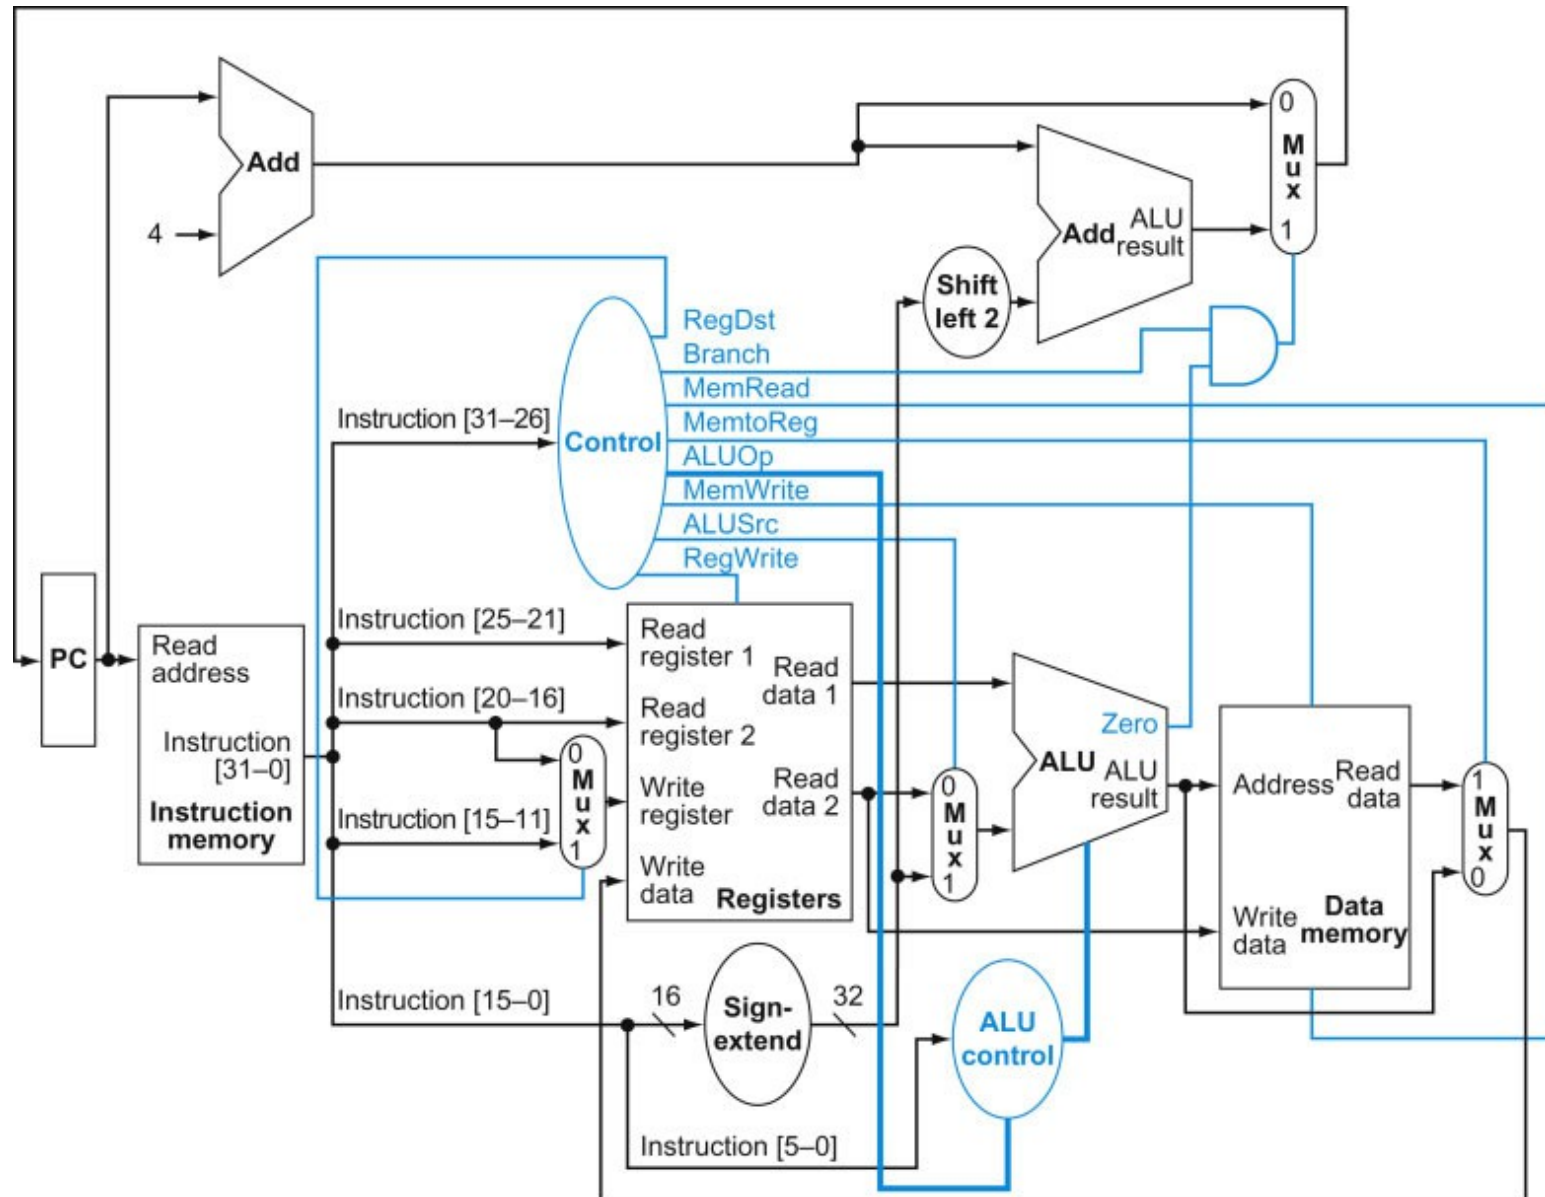 0
M
u
x
1
Add
4
Add
ALU
result
Shift
left 2
RegDst
Branch
MemRead
MemtoReg
ALUOp
MemWrite
ALUSrc
RegWrite
Instruction [31–26]
Control
Instruction [25–21]
Instruction [20–16]
Instruction [15–11]
Instruction [15–0]
Instruction [5–0]
PC
Read
address
Instruction
[31–0]
Instruction
memory
0
M
u
x
1
Read
register 1
Read
register 2
Write
register
Write
data
Read
data 1
Read
data 2
Registers
0
M
u
x
1
Zero
ALU
ALU
result
Address
Read
data
Write
data
Data
memory
1
M
u
x
0
16
Sign-
extend
32
ALU
control